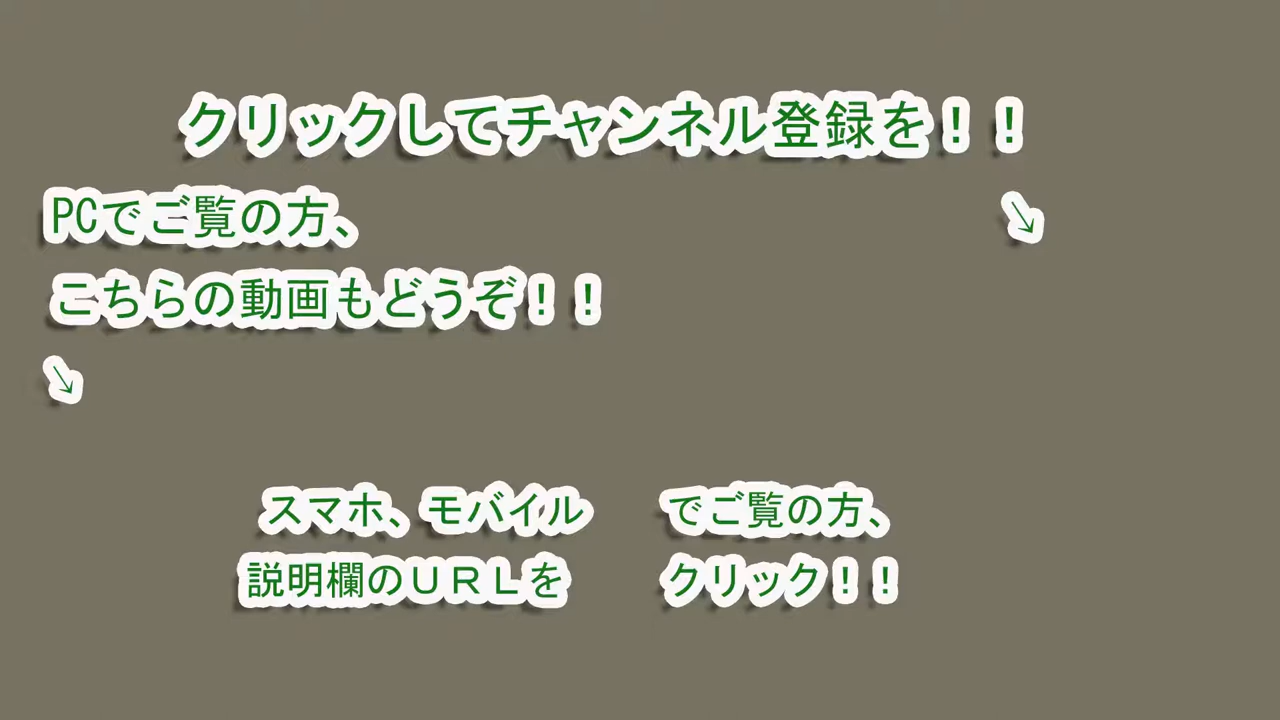 クリックしてチャンネル登録を！！
PCでご覧の方、
↘
こちらの動画もどうぞ！！
↘
スマホ、モバイル　でご覧の方、
説明欄のＵＲＬを　クリック！！